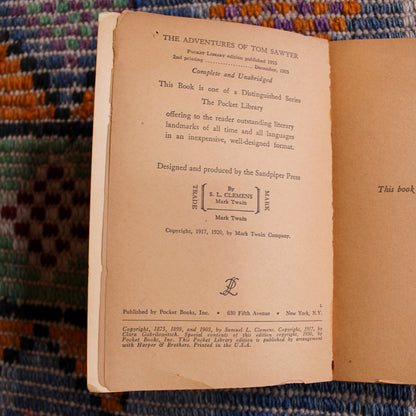 THE ADVENTURES OF TOM SAWYER
Pocket Library edition published 1955
2nd printing .................... December, 1955
Complete and Unabridged
This Book is one of a Distinguished Series
The Pocket Library
offering to the reader outstanding literary
landmarks of all time and all languages
in an inexpensive, well-designed format.
Designed and produced by the Sandpiper Press
TRADE
By
S. L. CLEMENS
Mark Twain
MARK
Mark Twain
Copyright, 1917, 1920, by Mark Twain Company.
PL
L
Published by Pocket Books, Inc. • 630 Fifth Avenue • New York, N.Y.
Copyright, 1875, 1899, and 1903, by Samuel L. Clemens. Copyright, 1917, by
Clara Gabrilowitsch. Special contents of this edition copyright, 1950, by
Pocket Books, Inc. This Pocket Library edition is published by arrangement
with Harper & Brothers. Printed in the U.S.A.
This book